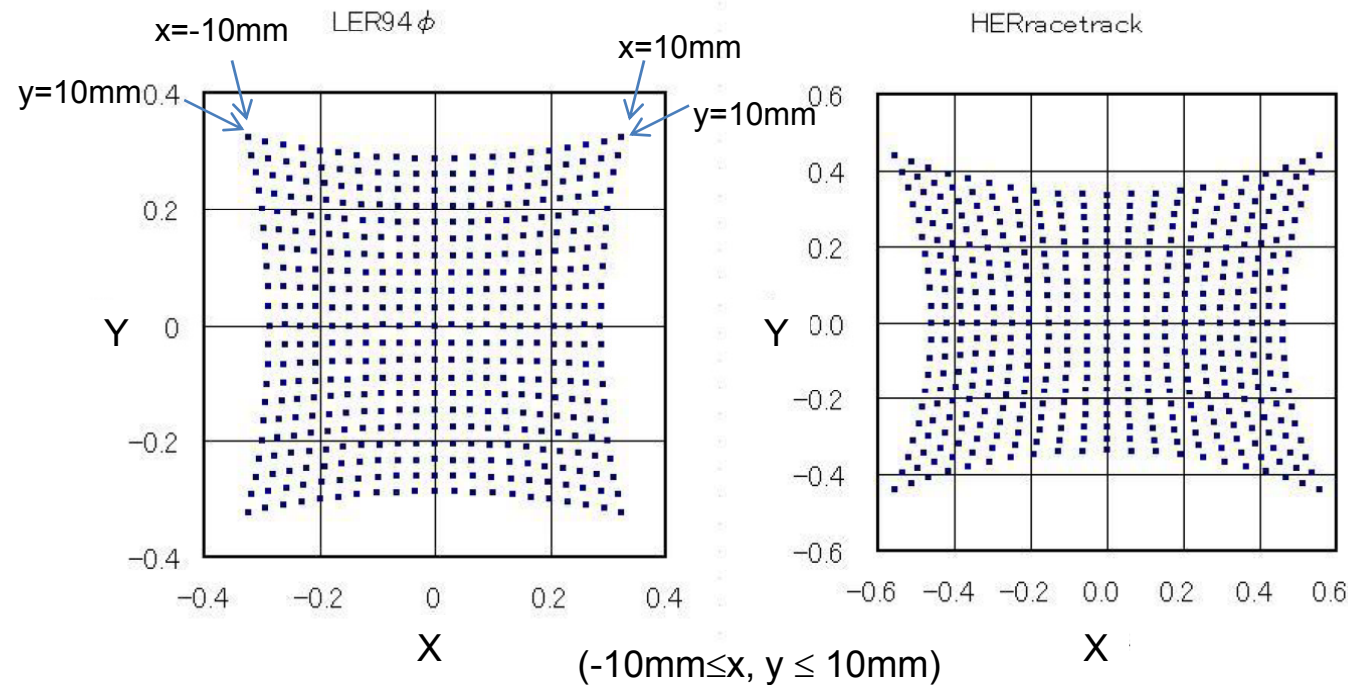 LER94ϕ
x=-10mm
x=10mm
y=10mm
y=10mm
0.4
0.2
0
-0.2
-0.4
-0.4 -0.2 0 0.2 0.4
Y
X
HERracetrack
0.6
0.4
0.2
0.0
-0.2
-0.4
-0.6
-0.6 -0.4 -0.2 0.0 0.2 0.4 0.6
Y
X
(-10mm≤x, y ≤ 10mm)